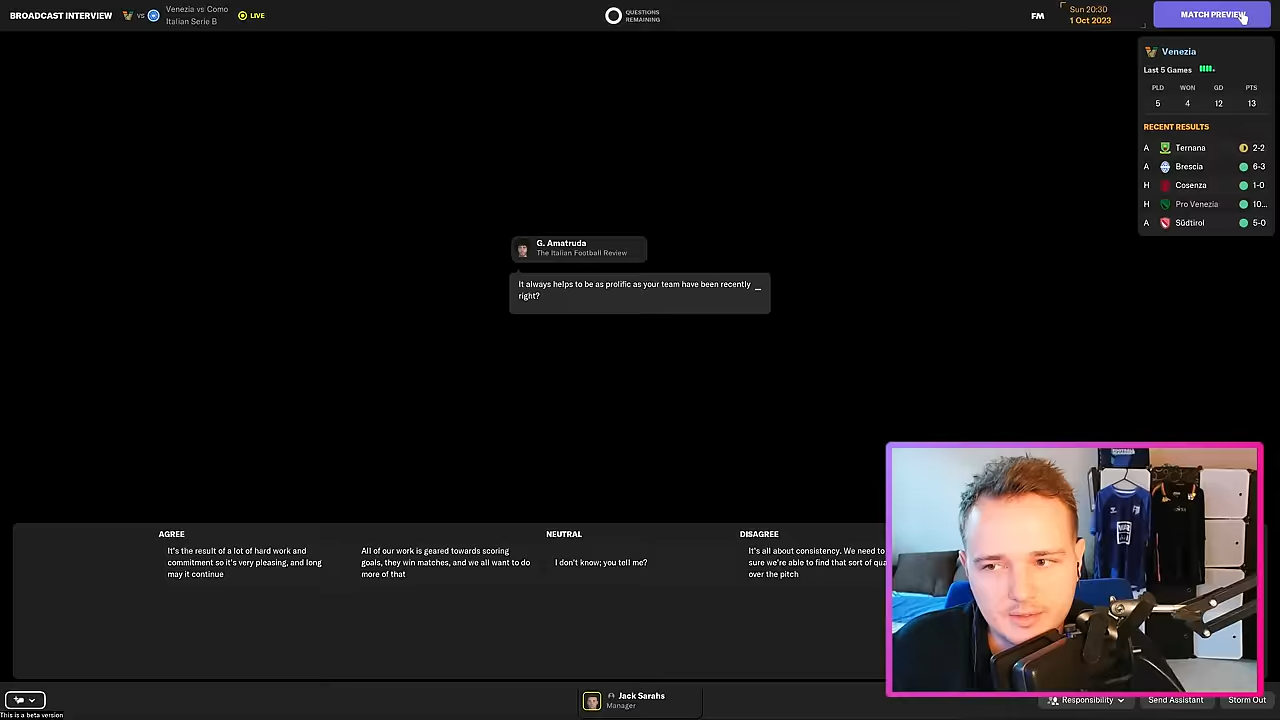 BROADCAST INTERVIEW
vs
Venezia vs Como
Italian Serie B
LIVE
QUESTIONS
REMAINING
FM
Sun 20:30
1 Oct 2023
MATCH PREVIEW
Venezia
Last 5 Games
PLD WON GD PTS
5 4 12 13
RECENT RESULTS
A Ternana 2-2
A Brescia 6-3
H Cosenza 1-0
H Pro Venezia 10...
A Südtirol 5-0
G. Amatruda
The Italian Football Review
It always helps to be as prolific as your team have been recently
right?
AGREE
It's the result of a lot of hard work and
commitment so it's very pleasing, and long
may it continue
All of our work is geared towards scoring
goals, they win matches, and we all want to do
more of that
NEUTRAL
I don't know; you tell me?
DISAGREE
It's all about consistency. We need to
sure we're able to find that sort of qua
over the pitch
Jack Sarahs
Manager
Responsibility
Send Assistant
Storm Out
This is a beta version